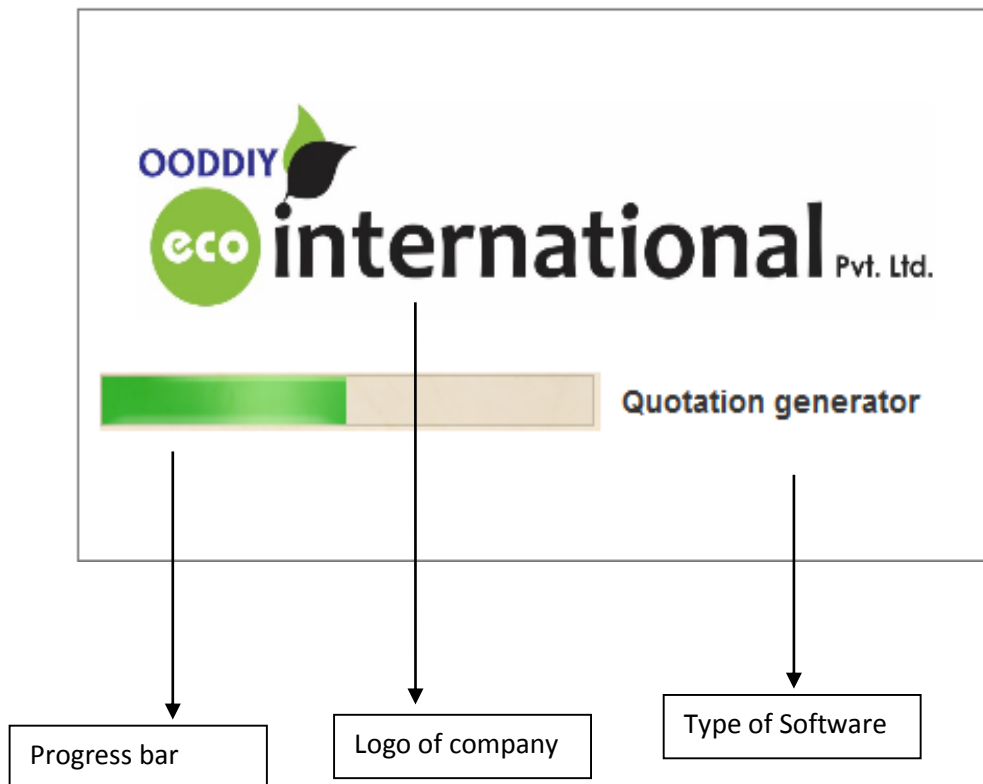 OODDIY
eco international Pvt. Ltd.
Quotation generator
Progress bar
Logo of company
Type of Software